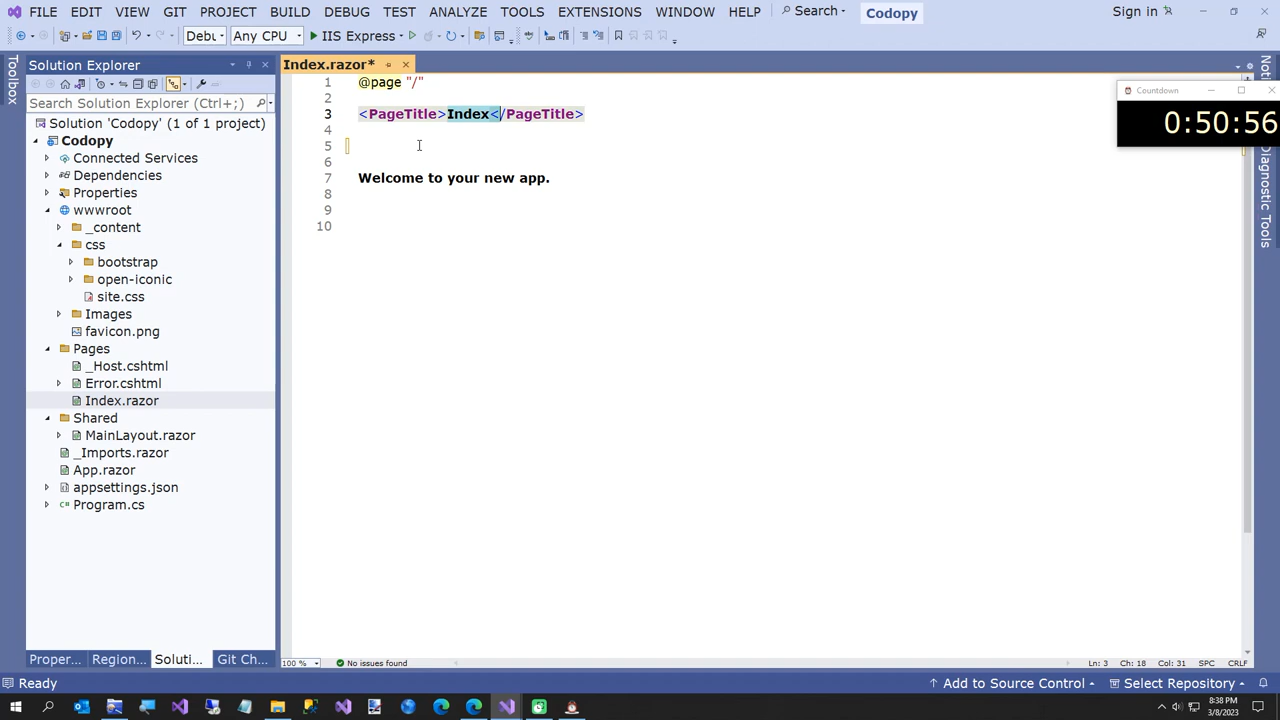 FILE EDIT VIEW GIT PROJECT BUILD DEBUG TEST ANALYZE TOOLS EXTENSIONS WINDOW HELP Search Codopy Sign in
Debu Any CPU IIS Express
Toolbox
Solution Explorer
Search Solution Explorer (Ctrl+;)
Solution 'Codopy' (1 of 1 project)
Codopy
Connected Services
Dependencies
Properties
wwwroot
_content
css
bootstrap
open-iconic
site.css
Images
favicon.png
Pages
_Host.cshtml
Error.cshtml
Index.razor
Shared
MainLayout.razor
_Imports.razor
App.razor
appsettings.json
Program.cs
Proper... Region... Soluti... Git Ch...
Index.razor*
1 @page "/"
2
3 <PageTitle>Index</PageTitle>
4
5
6
7 Welcome to your new app.
8
9
10
Countdown
0:50:56
Diagnostic Tools
100 % No issues found Ln: 3 Ch: 18 Col: 31 SPC CRLF
Ready Add to Source Control Select Repository
8:38 PM
3/8/2023